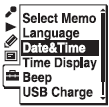 Select Memo
Language
Date&Time
Time Display
Beep
USB Charge